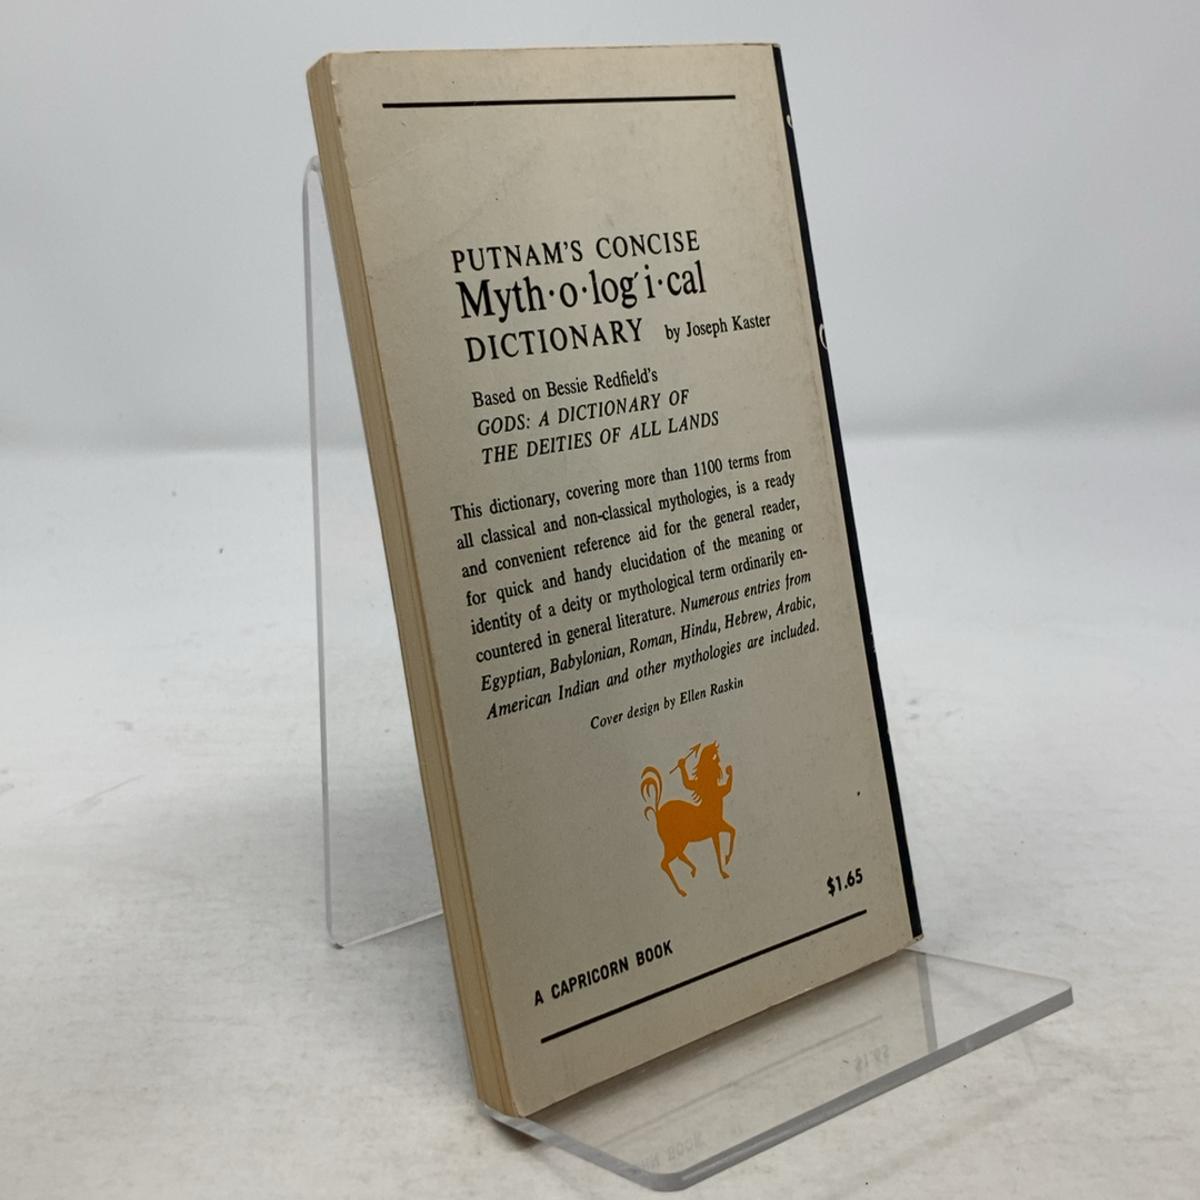 PUTNAM'S CONCISE
Myth·o·log´i·cal
DICTIONARY by Joseph Kaster
Based on Bessie Redfield's
GODS: A DICTIONARY OF
THE DEITIES OF ALL LANDS
This dictionary, covering more than 1100 terms from
all classical and non-classical mythologies, is a ready
and convenient reference aid for the general reader,
for quick and handy elucidation of the meaning or
identity of a deity or mythological term ordinarily en-
countered in general literature. Numerous entries from
Egyptian, Babylonian, Roman, Hindu, Hebrew, Arabic,
American Indian and other mythologies are included.
Cover design by Ellen Raskin
$1.65
A CAPRICORN BOOK